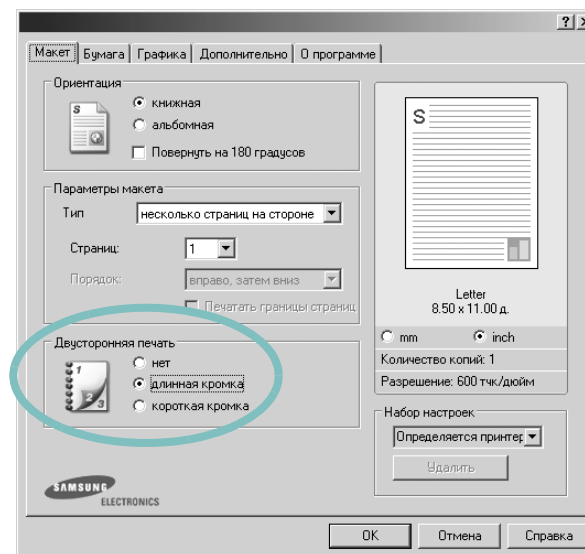 ? x
Макет Бумага Графика Дополнительно О программе
Ориентация
S
книжная
альбомная
Повернуть на 180 градусов
Параметры макета
Тип несколько страниц на стороне
Страниц: 1
Порядок: вправо, затем вниз
Печатать границы страниц
Двусторонняя печать
1
2
3
нет
длинная кромка
короткая кромка
S
Letter
8.50 x 11.00 д.
mm inch
Количество копий: 1
Разрешение: 600 тчк/дюйм
Набор настроек
Определяется принтер
Удалить
SAMSUNG
ELECTRONICS
OK Отмена Справка